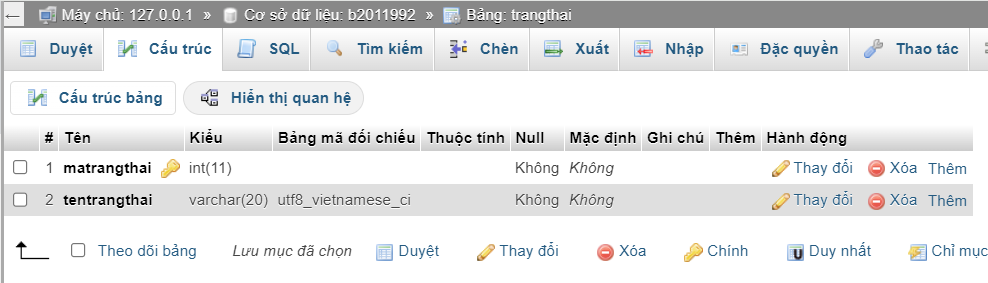 Máy chủ: 127.0.0.1 » Cơ sở dữ liệu: b2011992 » Bảng: trangthai
Duyệt Cấu trúc SQL Tìm kiếm Chèn Xuất Nhập Đặc quyền Thao tác
Cấu trúc bảng Hiển thị quan hệ
# Tên Kiểu Bảng mã đối chiếu Thuộc tính Null Mặc định Ghi chú Thêm Hành động
1 matrangthai int(11) Không Không Thay đổi Xóa Thêm
2 tentrangthai varchar(20) utf8_vietnamese_ci Không Không Thay đổi Xóa Thêm
Theo dõi bảng Lưu mục đã chọn Duyệt Thay đổi Xóa Chính Duy nhất Chỉ mục